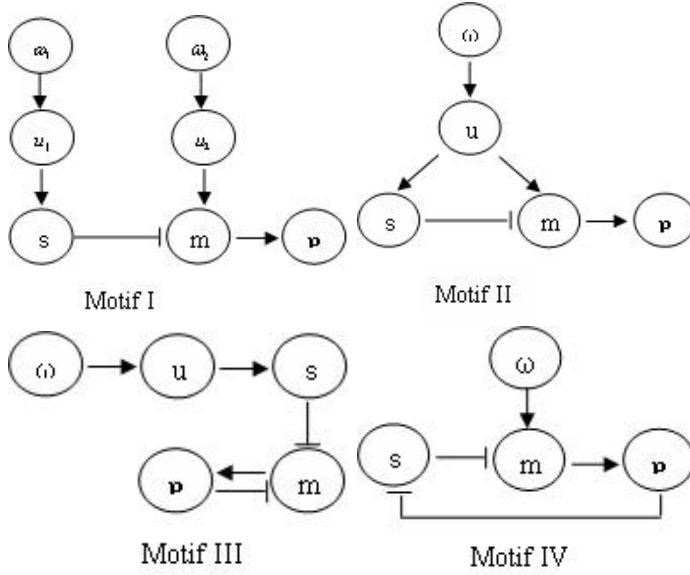 ω₁
ω₂
u₁
u₂
s
m
p
Motif I
ω
u
s
m
p
Motif II
ω
u
s
p
m
Motif III
ω
s
m
p
Motif IV